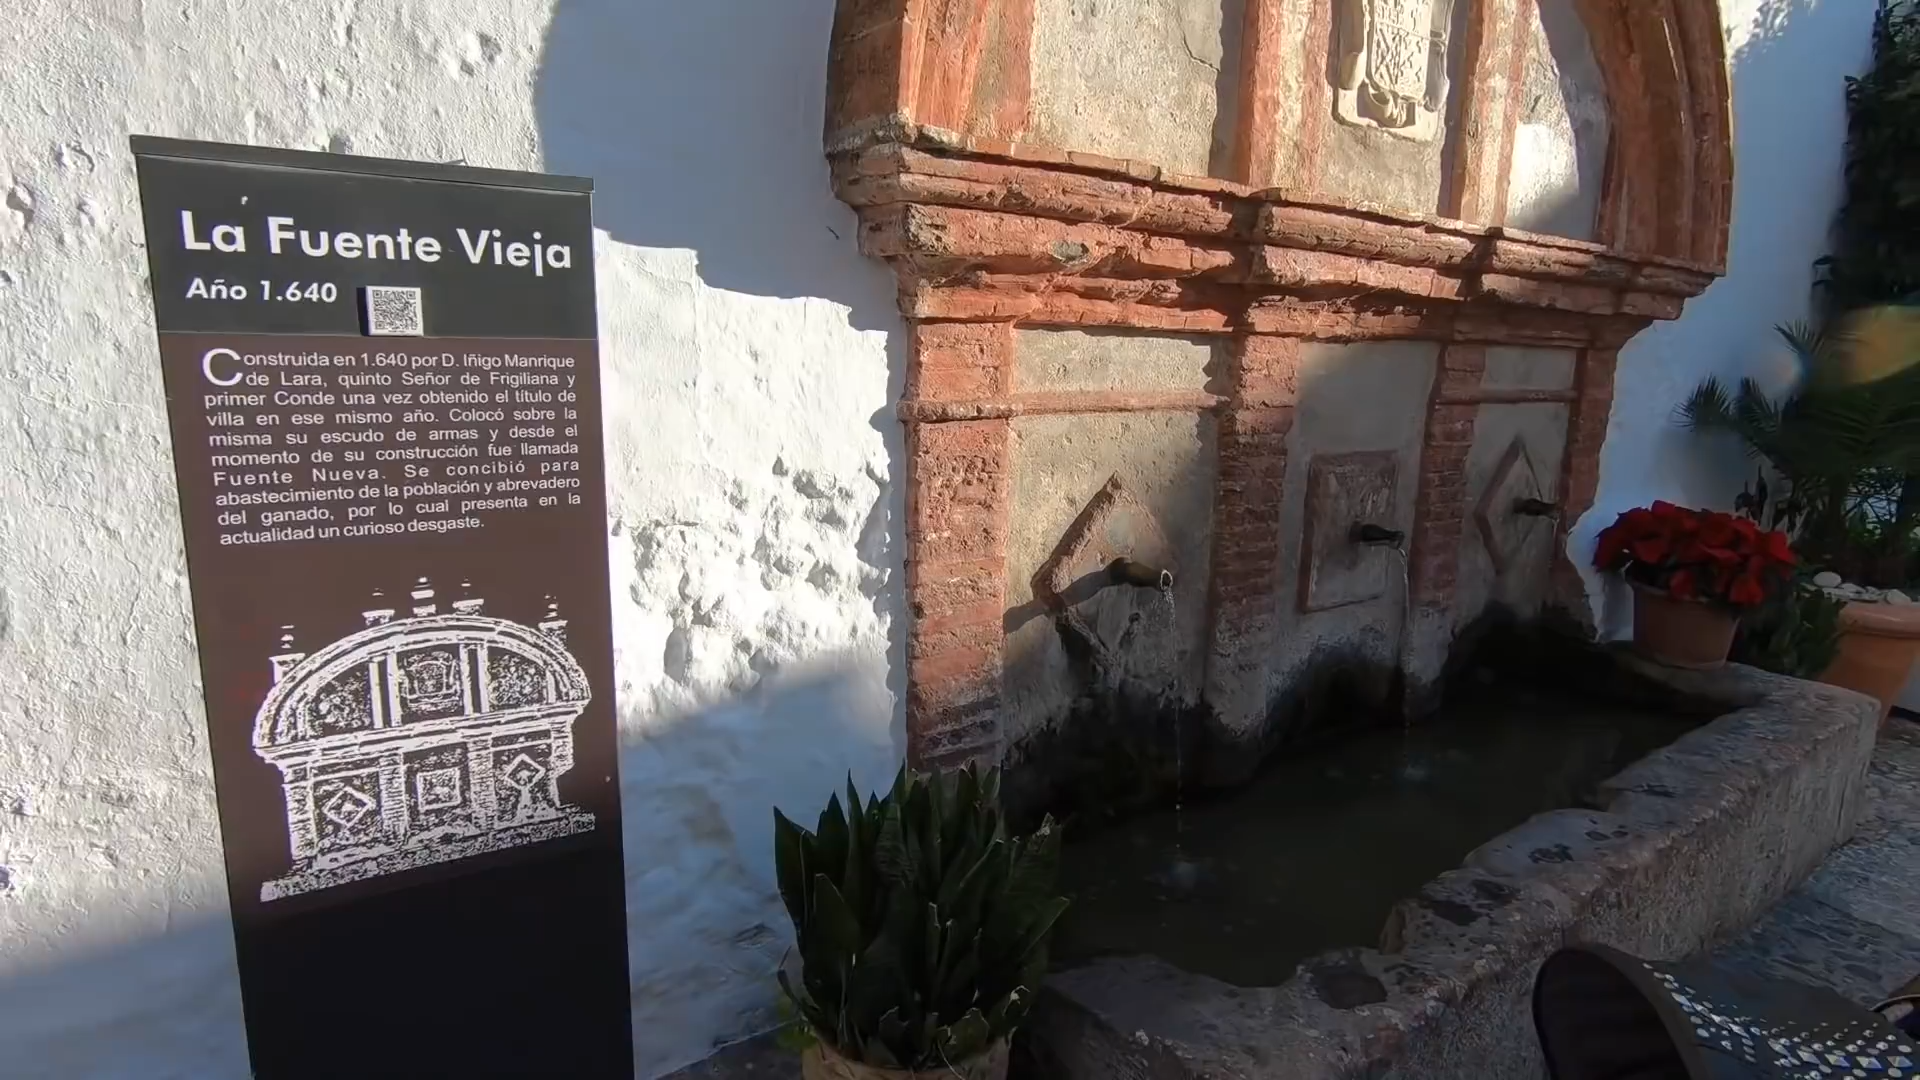 La Fuente Vieja
Año 1.640
Construida en 1.640 por D. Iñigo Manrique
de Lara, quinto Señor de Frigiliana y
primer Conde una vez obtenido el título de
villa en ese mismo año. Colocó sobre la
misma su escudo de armas y desde el
momento de su construcción fue llamada
Fuente Nueva. Se concibió para
abastecimiento de la población y abrevadero
del ganado, por lo cual presenta en la
actualidad un curioso desgaste.